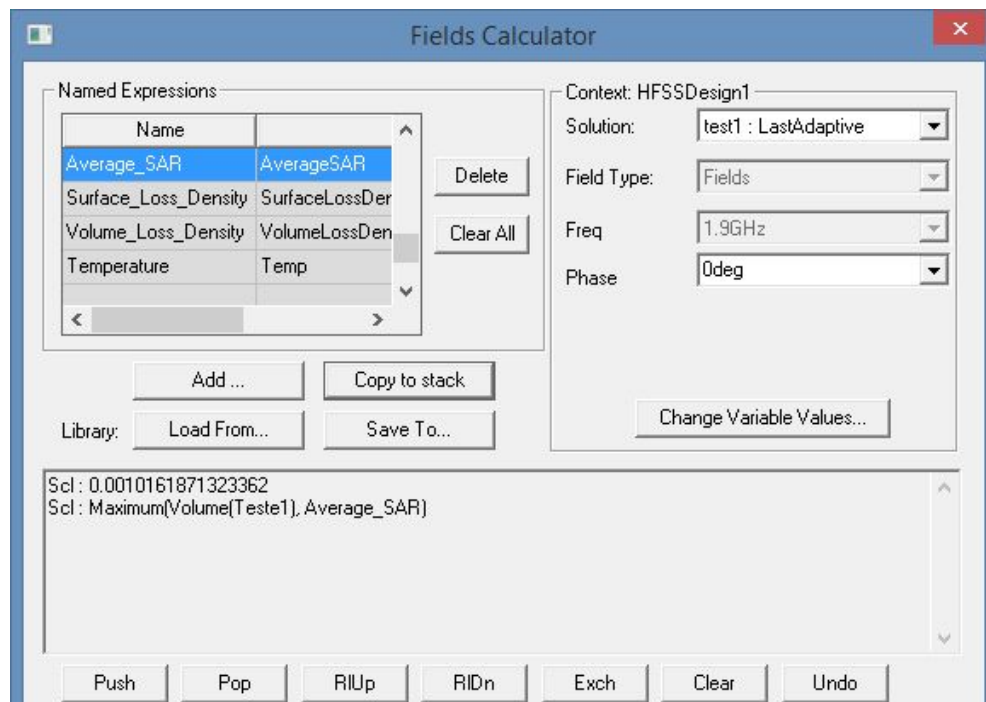 Fields Calculator
Named Expressions
Name
Average_SAR AverageSAR
Surface_Loss_Density SurfaceLossDer
Volume_Loss_Density VolumeLossDen
Temperature Temp
Delete
Clear All
Add ...
Copy to stack
Library: Load From... Save To...
Context: HFSSDesign1
Solution: test1 : LastAdaptive
Field Type: Fields
Freq 1.9GHz
Phase 0deg
Change Variable Values...
Scl : 0.0010161871323362
Scl : Maximum(Volume(Teste1), Average_SAR)
Push Pop RlUp RlDn Exch Clear Undo